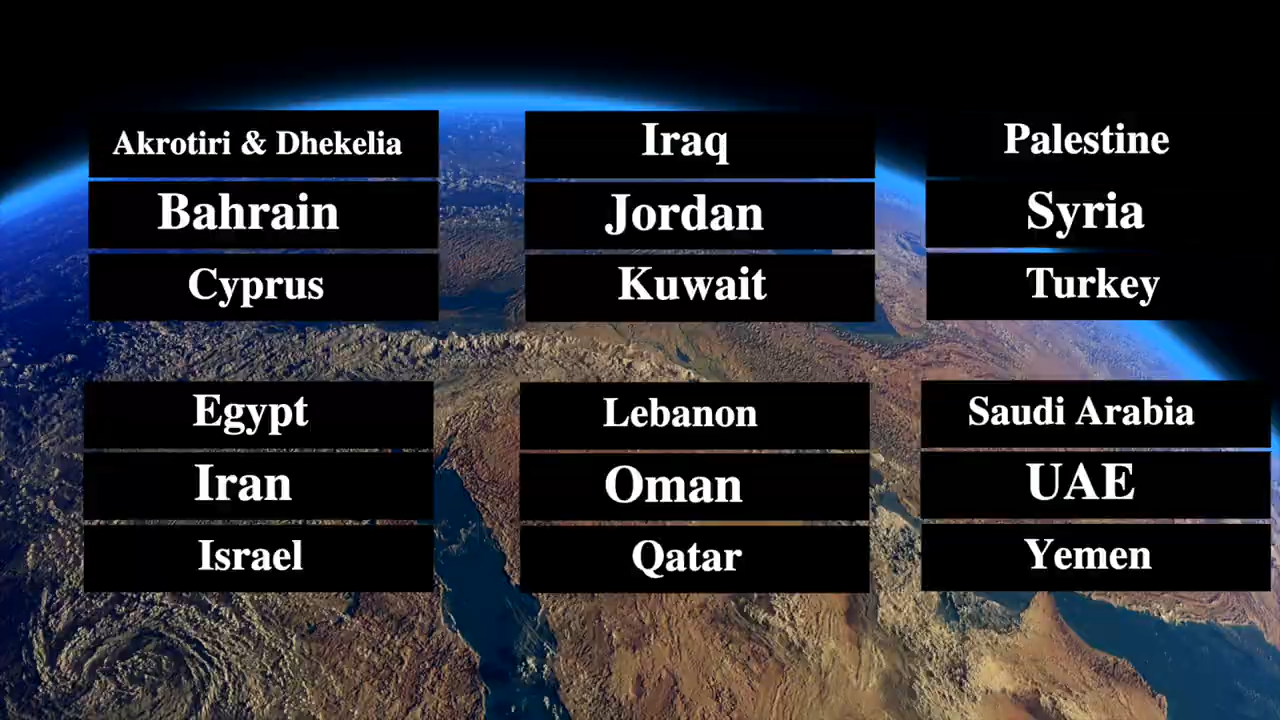 Akrotiri & Dhekelia
Bahrain
Cyprus
Egypt
Iran
Israel
Iraq
Jordan
Kuwait
Lebanon
Oman
Qatar
Palestine
Syria
Turkey
Saudi Arabia
UAE
Yemen